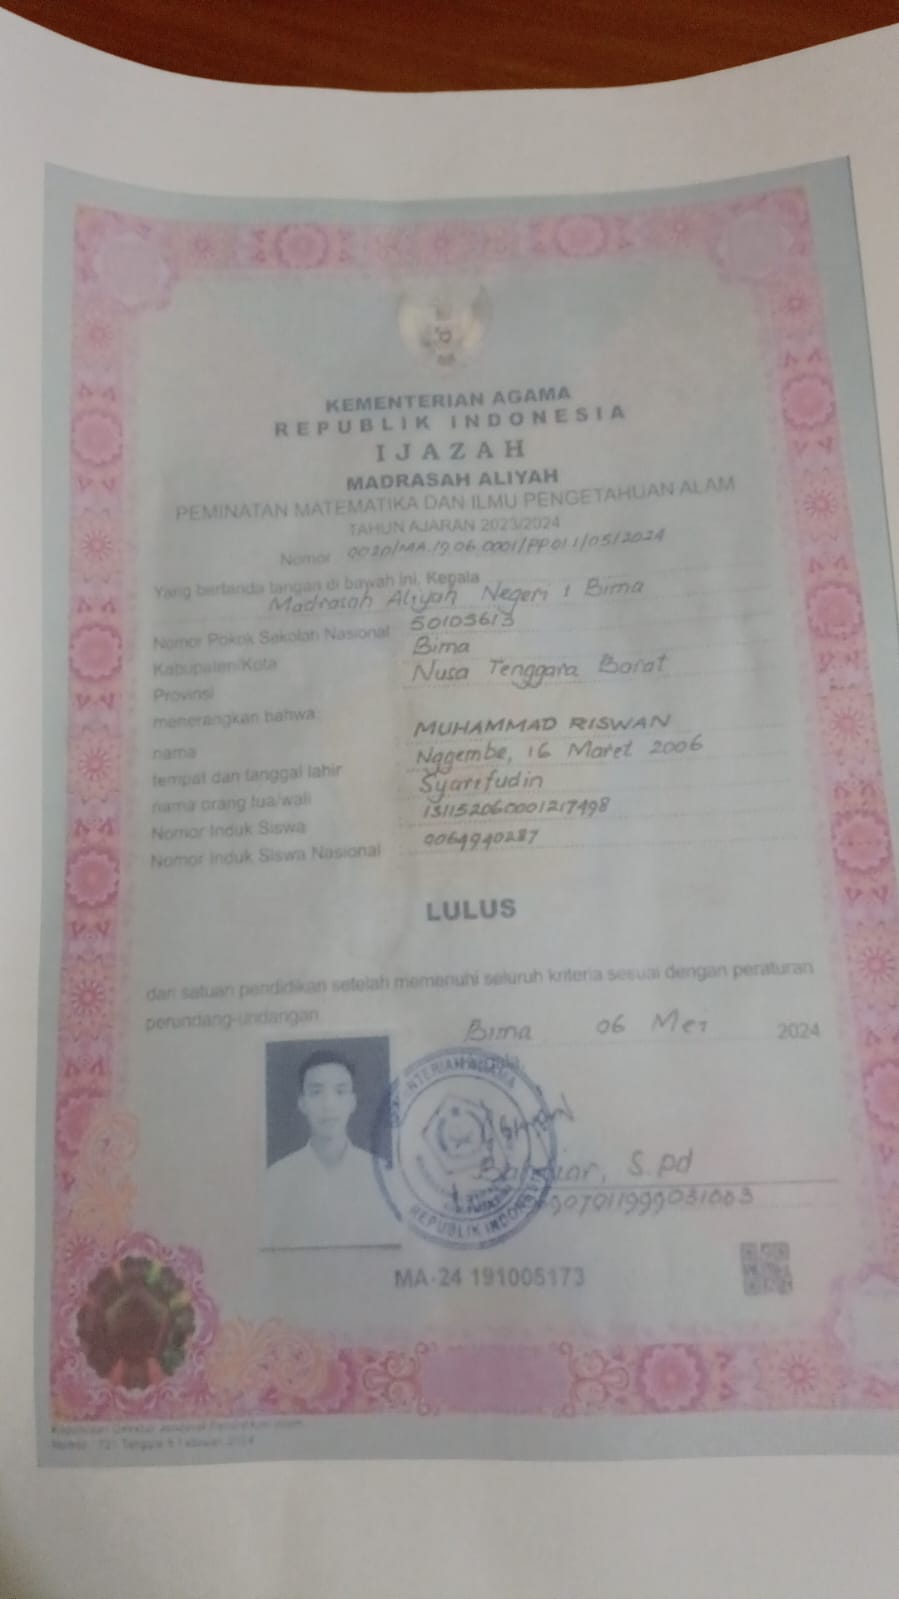 KEMENTERIAN AGAMA
REPUBLIK INDONESIA
IJAZAH
MADRASAH ALIYAH
PEMINATAN MATEMATIKA DAN ILMU PENGETAHUAN ALAM
TAHUN AJARAN 2023/2024
Nomor 0020/MA.19.06.0001/PP.01.1/05/2024
Yang bertanda tangan di bawah ini, Kepala
Madrasah Aliyah Negeri 1 Bima
Nomor Pokok Sekolah Nasional 50105613
Kabupaten/Kota Bima
Provinsi Nusa Tenggara Barat
menerangkan bahwa:
nama MUHAMMAD RISWAN
tempat dan tanggal lahir Nggembe, 16 Maret 2006
nama orang tua/wali Syarifudin
Nomor Induk Siswa 131152060001217498
Nomor Induk Siswa Nasional 0064940287
LULUS
dari satuan pendidikan setelah memenuhi seluruh kriteria sesuai dengan peraturan
perundang-undangan.
Bima 06 Mei 2024
KEMENTERIAN AGAMA
REPUBLIK INDONESIA
S.Pd
MA-24 191005173